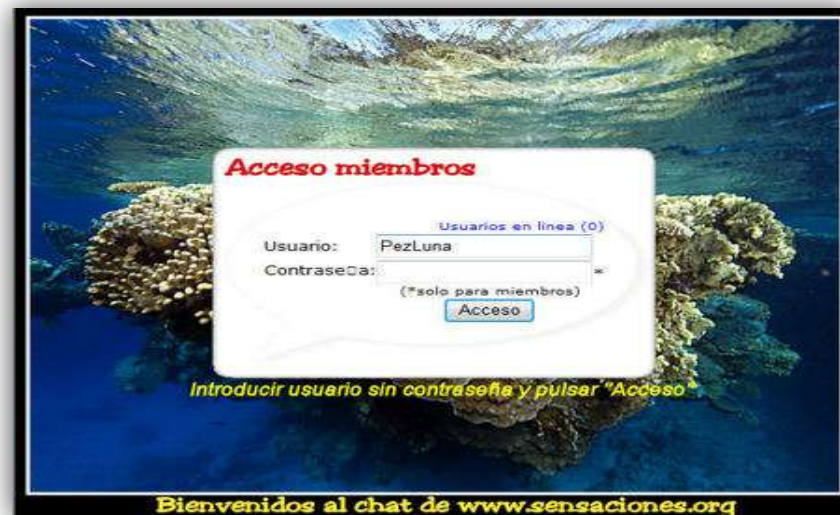 Acceso miembros
Usuarios en línea (0)
Usuario: PezLuna
Contrase□a: *
(*solo para miembros)
Acceso
Introducir usuario sin contraseña y pulsar "Acceso"
Bienvenidos al chat de www.sensaciones.org